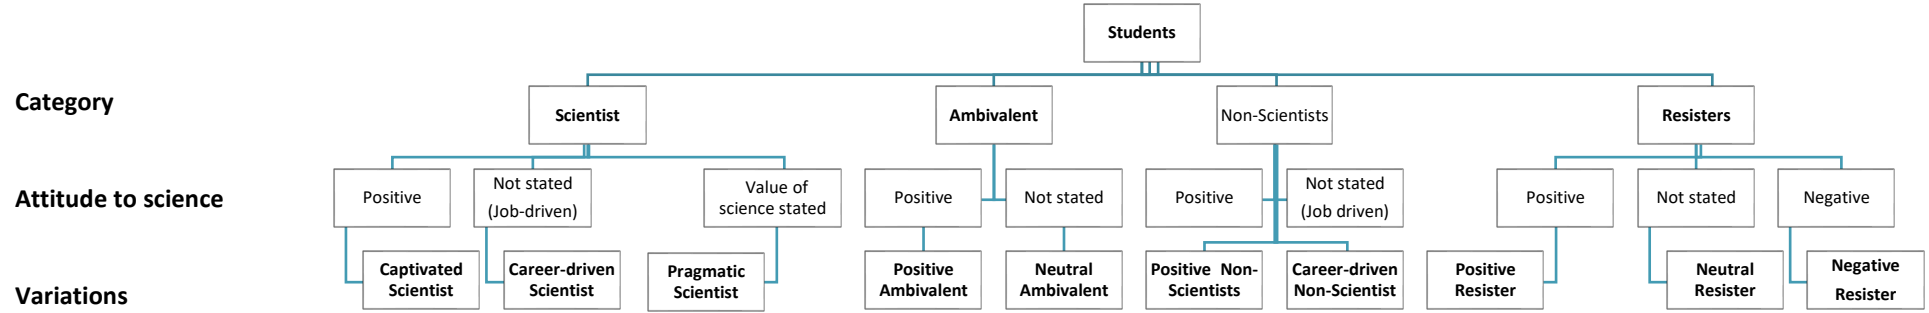 Students
Category
Scientist
Ambivalent
Non-Scientists
Resisters
Attitude to science
Positive
Not stated
(Job-driven)
Value of
science stated
Positive
Not stated
Positive
Not stated
(Job driven)
Positive
Not stated
Negative
Variations
Captivated
Scientist
Career-driven
Scientist
Pragmatic
Scientist
Positive
Ambivalent
Neutral
Ambivalent
Positive Non-
Scientists
Career-driven
Non-Scientist
Positive
Resister
Neutral
Resister
Negative
Resister